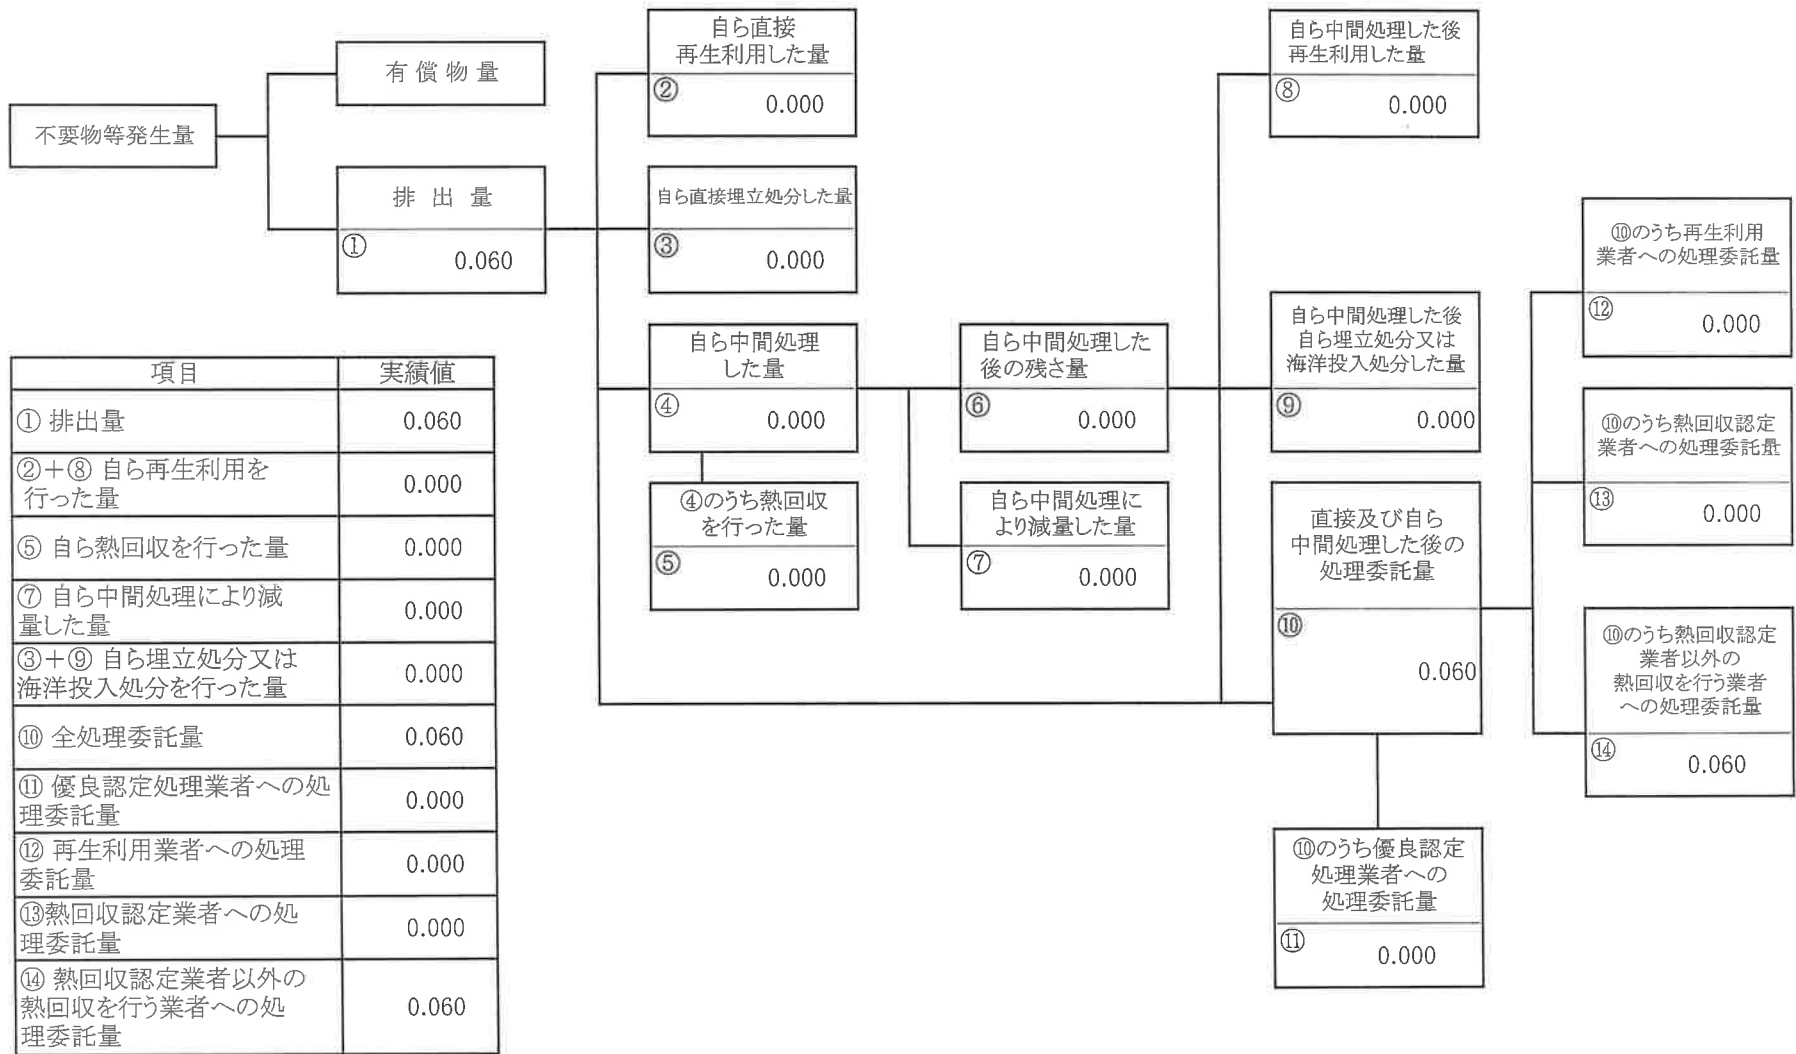 不要物等発生量
有償物量
排出量
①
0.060
自ら直接
再生利用した量
②
0.000
自ら直接埋立処分した量
③
0.000
自ら中間処理
した量
④
0.000
④のうち熱回収
を行った量
⑤
0.000
自ら中間処理した
後の残さ量
⑥
0.000
自ら中間処理に
より減量した量
⑦
0.000
自ら中間処理した後
再生利用した量
⑧
0.000
自ら中間処理した後
自ら埋立処分又は
海洋投入処分した量
⑨
0.000
直接及び自ら
中間処理した後の
処理委託量
⑩
0.060
⑩のうち優良認定
処理業者への
処理委託量
⑪
0.000
⑩のうち再生利用
業者への処理委託量
⑫
0.000
⑩のうち熱回収認定
業者への処理委託量
⑬
0.000
⑩のうち熱回収認定
業者以外の
熱回収を行う業者
への処理委託量
⑭
0.060
項目 実績値
① 排出量 0.060
②+⑧ 自ら再生利用を
行った量 0.000
⑤ 自ら熱回収を行った量 0.000
⑦ 自ら中間処理により減
量した量 0.000
③+⑨ 自ら埋立処分又は
海洋投入処分を行った量 0.000
⑩ 全処理委託量 0.060
⑪ 優良認定処理業者への処
理委託量 0.000
⑫ 再生利用業者への処理
委託量 0.000
⑬熱回収認定業者への処
理委託量 0.000
⑭ 熱回収認定業者以外の
熱回収を行う業者への処
理委託量 0.060